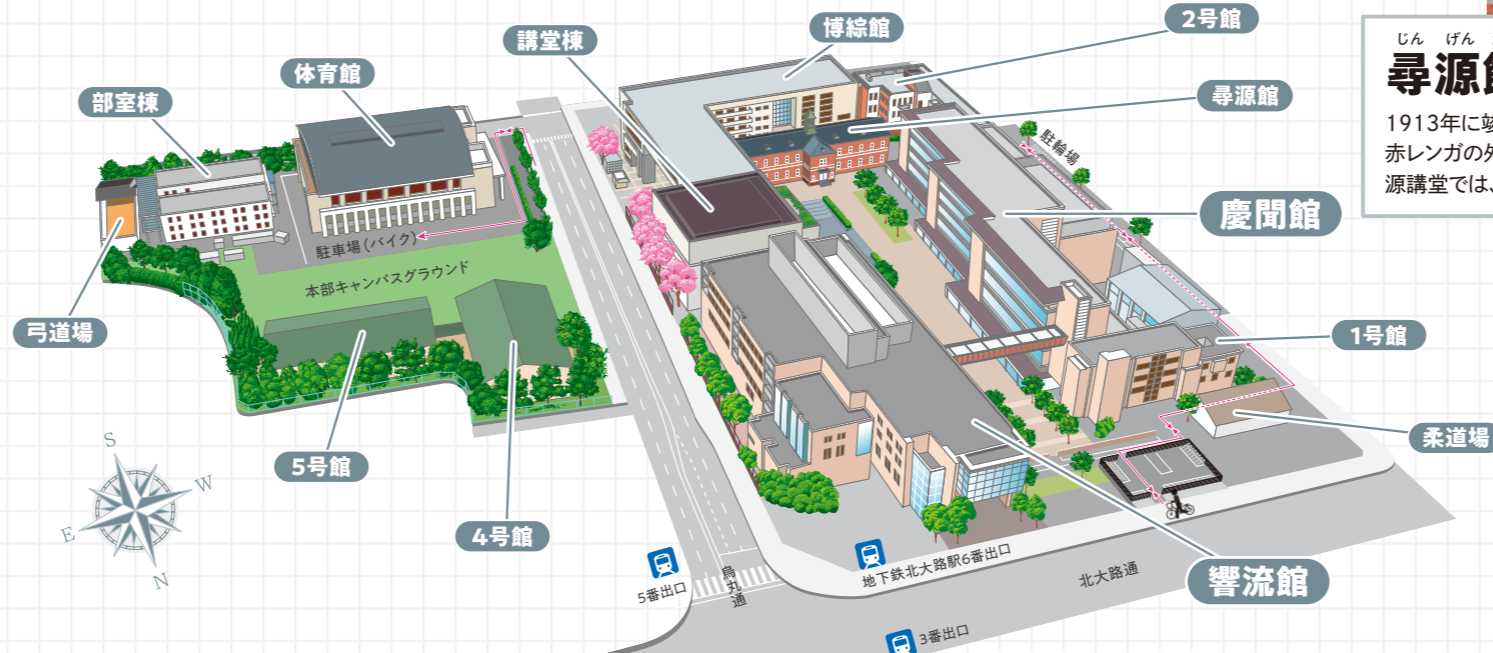 2号館
博綜館
講堂棟
じん げん
尋源館
体育館
部室棟
尋源館
1913年に竣
赤レンガの外
源講堂では、
駐輪場
慶聞館
駐車場(バイク)
本部キャンパスグラウンド
弓道場
1号館
柔道場
5号館
4号館
S
W
E
N
5番出口
烏丸通
地下鉄北大路駅6番出口
北大路通
響流館
3番出口